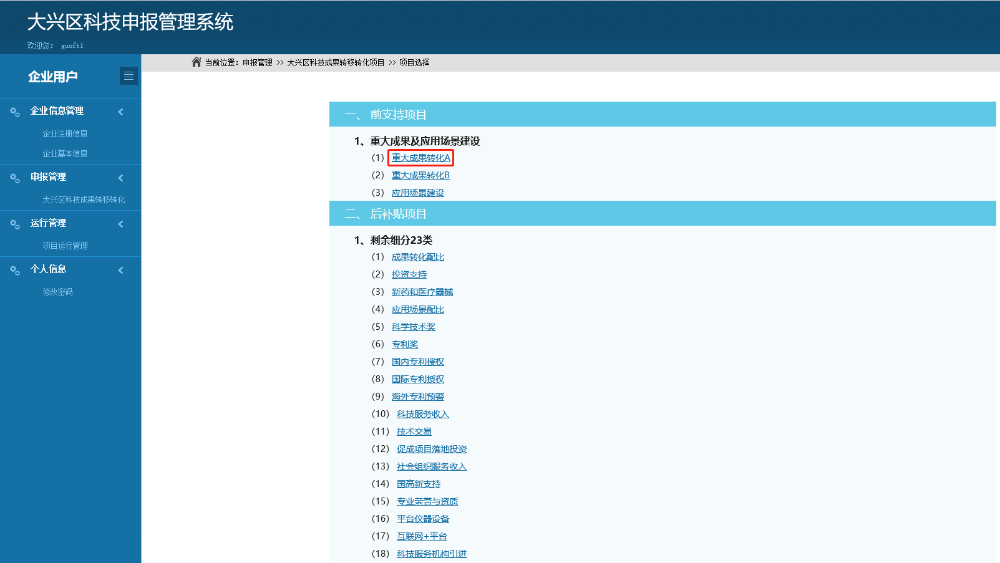 大兴区科技申报管理系统
欢迎您： guoft1
企业用户
企业信息管理
企业注册信息
企业基本信息
申报管理
大兴区科技成果转移转化
运行管理
项目运行管理
个人信息
修改密码
当前位置：申报管理 >> 大兴区科技成果转移转化项目 >> 项目选择
一、 前支持项目
1、重大成果及应用场景建设
（1） 重大成果转化A
（2） 重大成果转化B
（3） 应用场景建设
二、 后补贴项目
1、剩余细分23类
（1） 成果转化配比
（2） 投资支持
（3） 新药和医疗器械
（4） 应用场景配比
（5） 科学技术奖
（6） 专利奖
（7） 国内专利授权
（8） 国际专利授权
（9） 海外专利预警
（10） 科技服务收入
（11） 技术交易
（12） 促成项目落地投资
（13） 社会组织服务收入
（14） 国高新支持
（15） 专业荣誉与资质
（16） 平台仪器设备
（17） 互联网+平台
（18） 科技服务机构引进